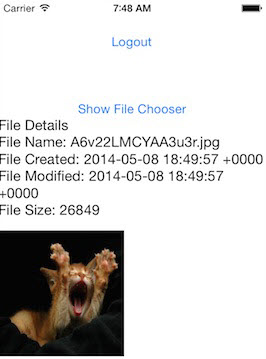 Carrier 7:48 AM
Logout
Show File Chooser
File Details
File Name: A6v22LMCYAA3u3r.jpg
File Created: 2014-05-08 18:49:57 +0000
File Modified: 2014-05-08 18:49:57
+0000
File Size: 26849